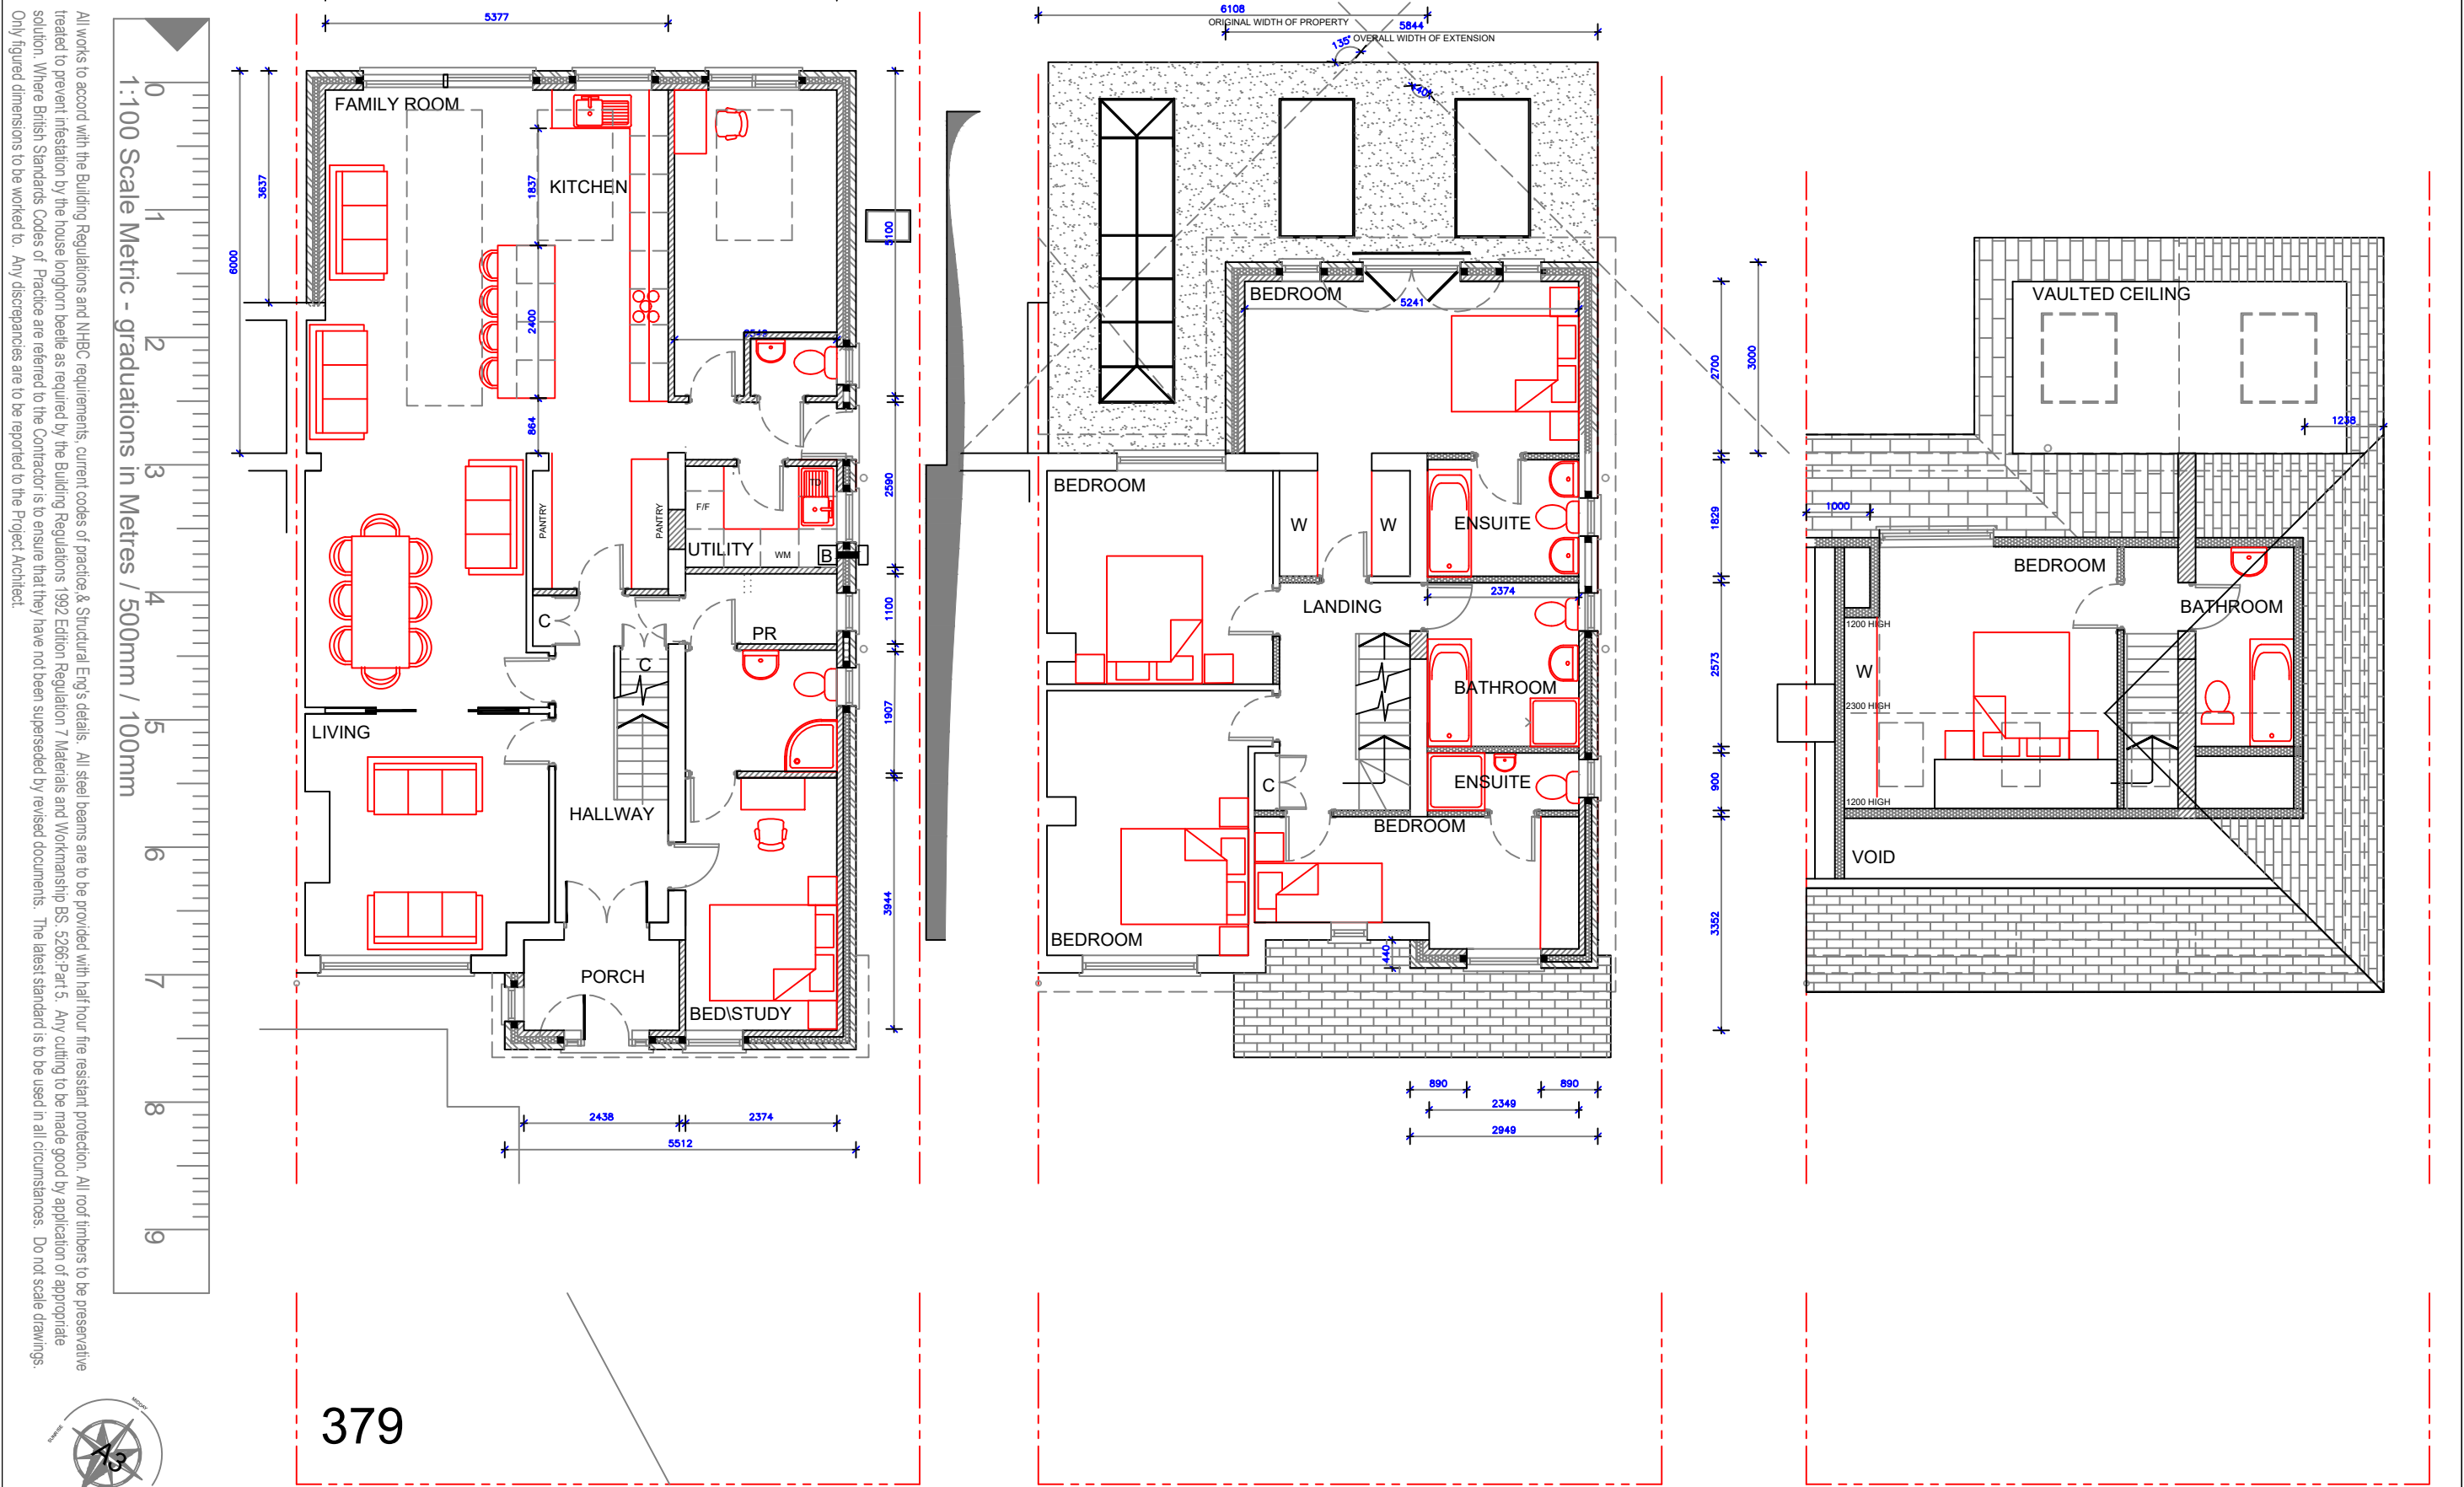 All works to accord with the Building Regulations and NHBC requirements, current codes of practice,& Structural Eng's details. All steel beams are to be provided with half hour fire resistant protection. All roof timbers to be preservative
treated to prevent infestation by the house longhorn beetle as required by the Building Regulations 1992 Edition Regulation 7 Materials and Workmanship BS. 5266:Part 5. Any cutting to be made good by application of appropriate
solution. Where British Standards Codes of Practice are referred to the Contractor is to ensure that they have not been superseded by revised documents. The latest standard is to be used in all circumstances. Do not scale drawings.
Only figured dimensions to be worked to. Any discrepancies are to be reported to the Project Architect.
0 1 2 3 4 5 6 7 8 9
1:100 Scale Metric - graduations in Metres / 500mm / 100mm
A3
MIDDAY
SUNRISE
5377
6000
3637
FAMILY ROOM
KITCHEN
1837
2400
864
5100
PANTRY
PANTRY
F/F
TD
UTILITY
WM
B
2590
C
PR
1100
C
LIVING
1907
HALLWAY
3944
PORCH
BED\STUDY
2438
2374
5512
379
6108
ORIGINAL WIDTH OF PROPERTY
5844
OVERALL WIDTH OF EXTENSION
135°
BEDROOM
5241
2700
3000
BEDROOM
W
W
ENSUITE
1829
LANDING
2374
BATHROOM
2573
C
ENSUITE
900
BEDROOM
BEDROOM
440
3352
890
890
2349
2949
VAULTED CEILING
1238
1000
BEDROOM
BATHROOM
1200 HIGH
W
2300 HIGH
1200 HIGH
VOID